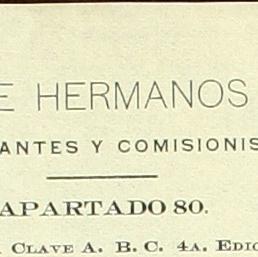 E HERMANOS
ANTES Y COMISIONIS
APARTADO 80.
CLAVE A. B. C. 4A. EDIC